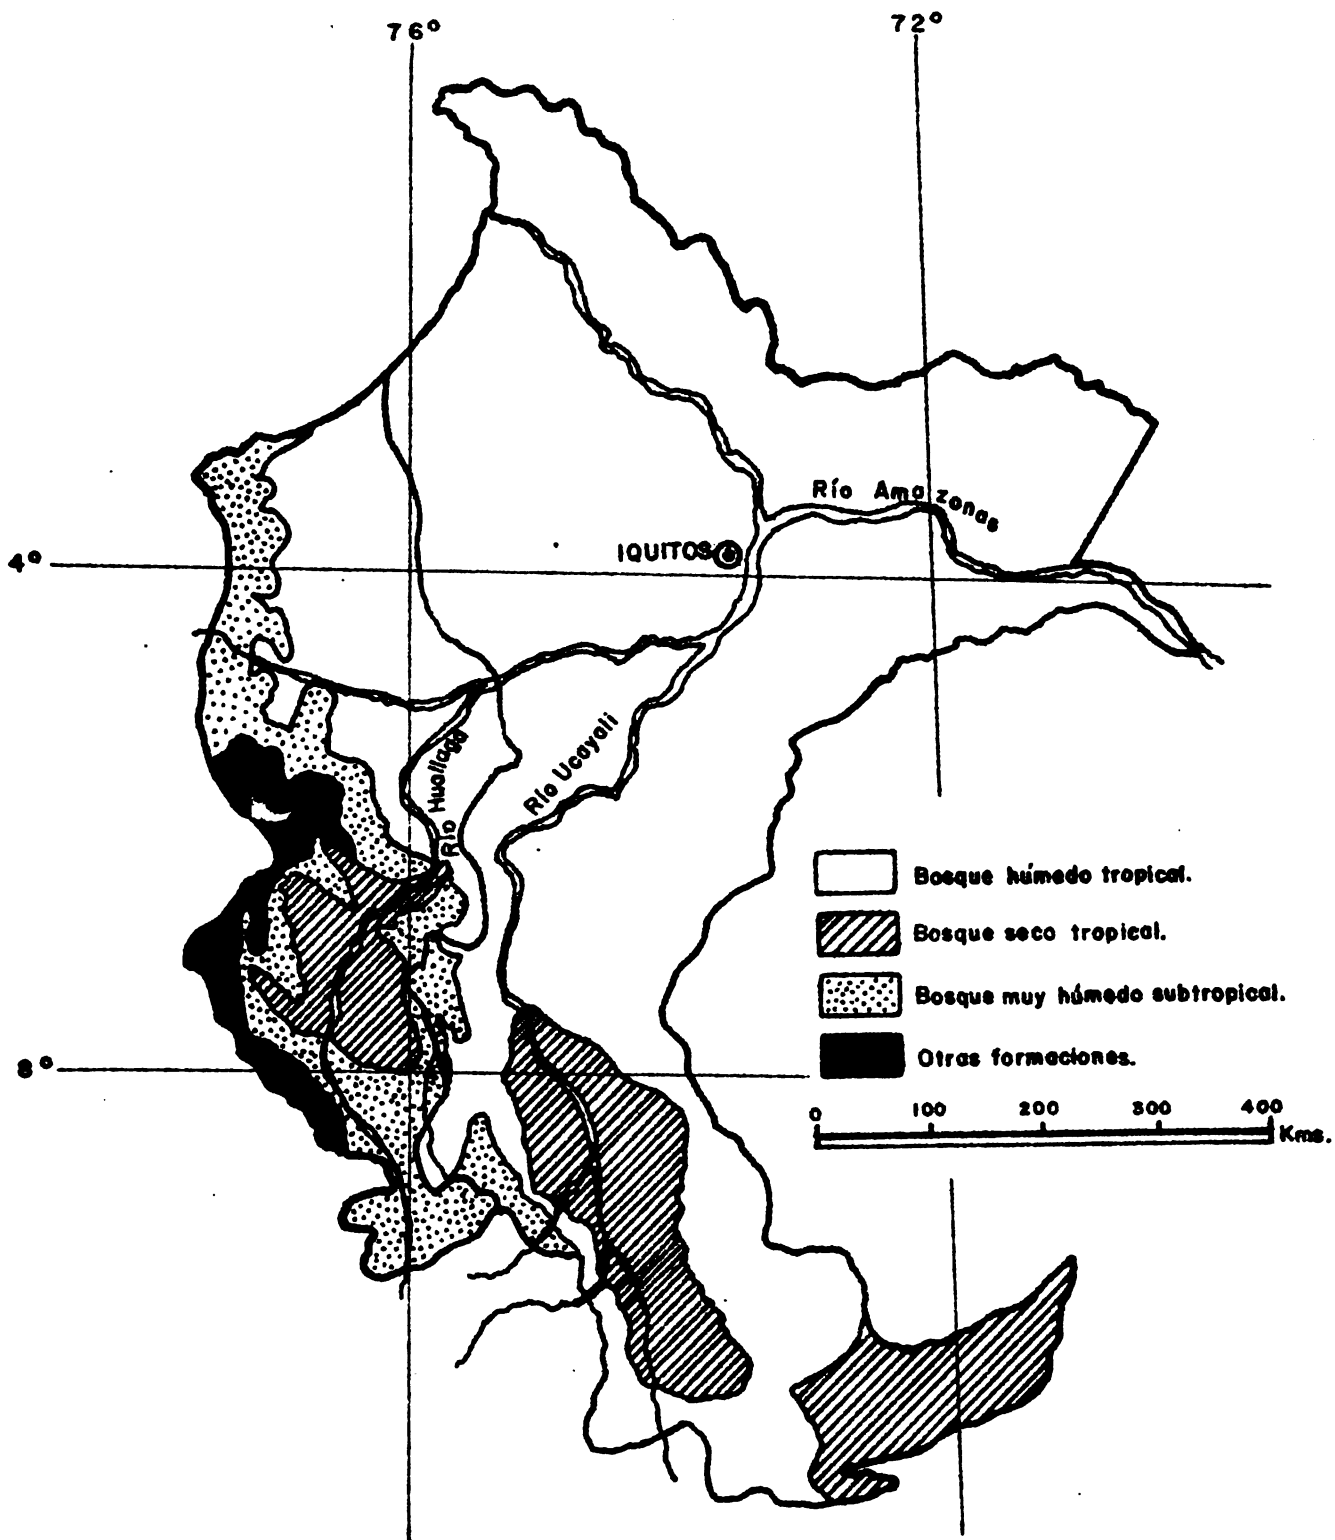 76°
72°
Río Amazonas
IQUITOS
4°
Río Huallaga
Río Ucayali
Bosque húmedo tropical.
Bosque seco tropical.
Bosque muy húmedo subtropical.
8°
Otras formaciones.
0 100 200 300 400
Kms.